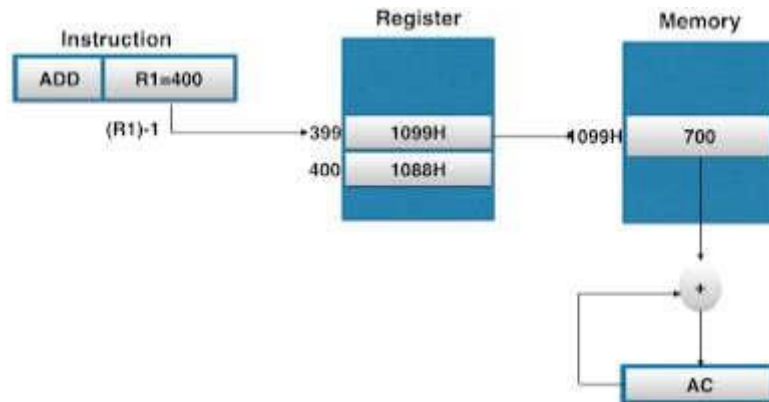 Instruction
ADD R1=400
(R1)-1
Register
399 1099H
400 1088H
Memory
1099H 700
+
AC